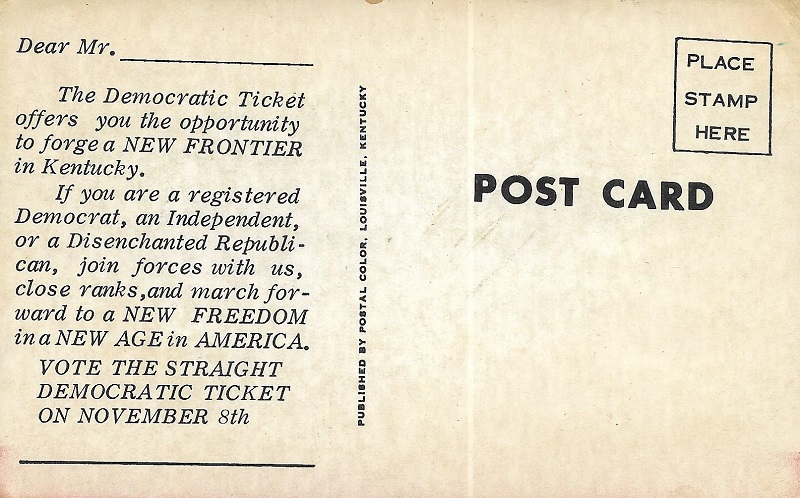 Dear Mr.
The Democratic Ticket
offers you the opportunity
to forge a NEW FRONTIER
in Kentucky.
If you are a registered
Democrat, an Independent,
or a Disenchanted Republi-
can, join forces with us,
close ranks,and march for-
ward to a NEW FREEDOM
in a NEW AGE in AMERICA.
VOTE THE STRAIGHT
DEMOCRATIC TICKET
ON NOVEMBER 8th
PUBLISHED BY POSTAL COLOR, LOUISVILLE, KENTUCKY
POST CARD
PLACE
STAMP
HERE